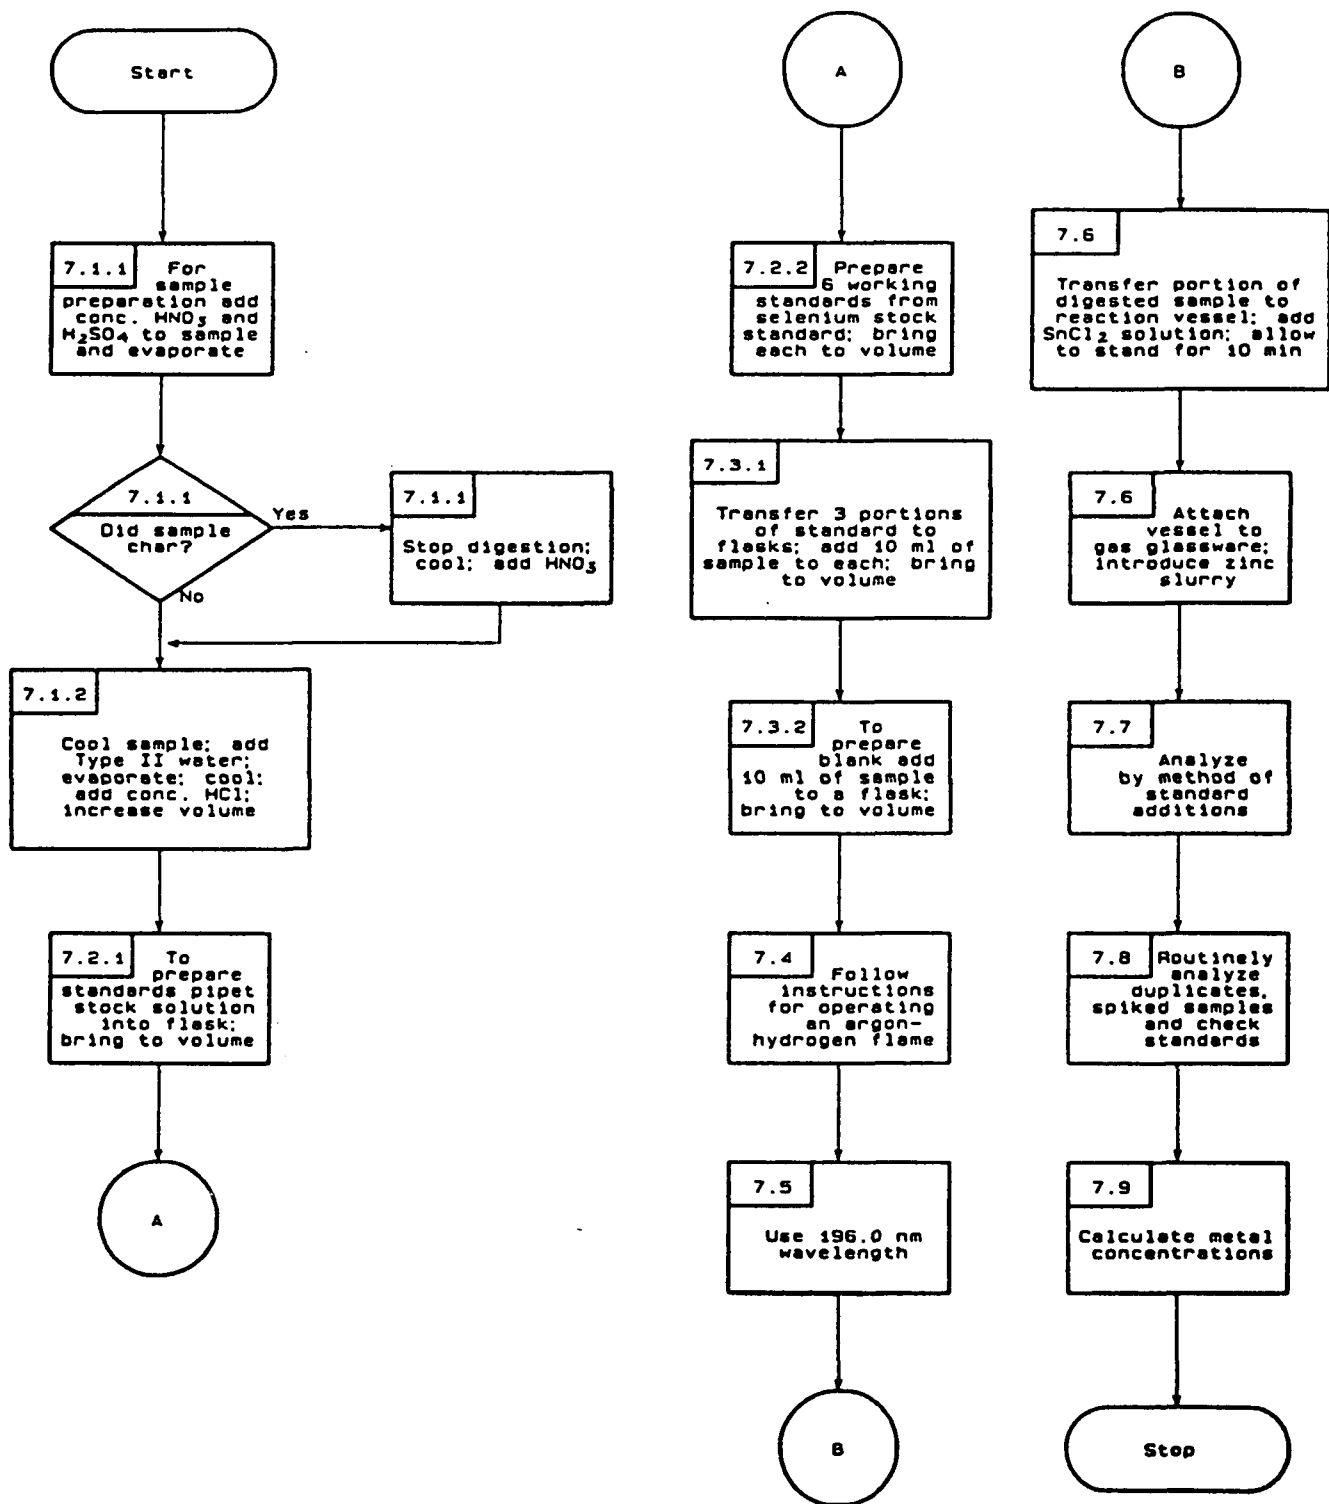 Start
7.1.1 For
sample
preparation add
conc. HNO3 and
H2SO4 to sample
and evaporate
7.1.1
Did sample
char?
Yes
No
7.1.1
Stop digestion;
cool; add HNO3
7.1.2
Cool sample; add
Type II water;
evaporate; cool;
add conc. HCl;
increase volume
7.2.1 To
prepare
standards pipet
stock solution
into flask;
bring to volume
A
A
7.2.2 Prepare
6 working
standards from
selenium stock
standard; bring
each to volume
7.3.1
Transfer 3 portions
of standard to
flasks; add 10 ml of
sample to each; bring
to volume
7.3.2 To
prepare
blank add
10 ml of sample
to a flask;
bring to volume
7.4
Follow
instructions
for operating
an argon-
hydrogen flame
7.5
Use 196.0 nm
wavelength
B
B
7.6
Transfer portion of
digested sample to
reaction vessel; add
SnCl2 solution; allow
to stand for 10 min
7.6
Attach
vessel to
gas glassware;
introduce zinc
slurry
7.7
Analyze
by method of
standard
additions
7.8 Routinely
analyze
duplicates,
spiked samples
and check
standards
7.9
Calculate metal
concentrations
Stop